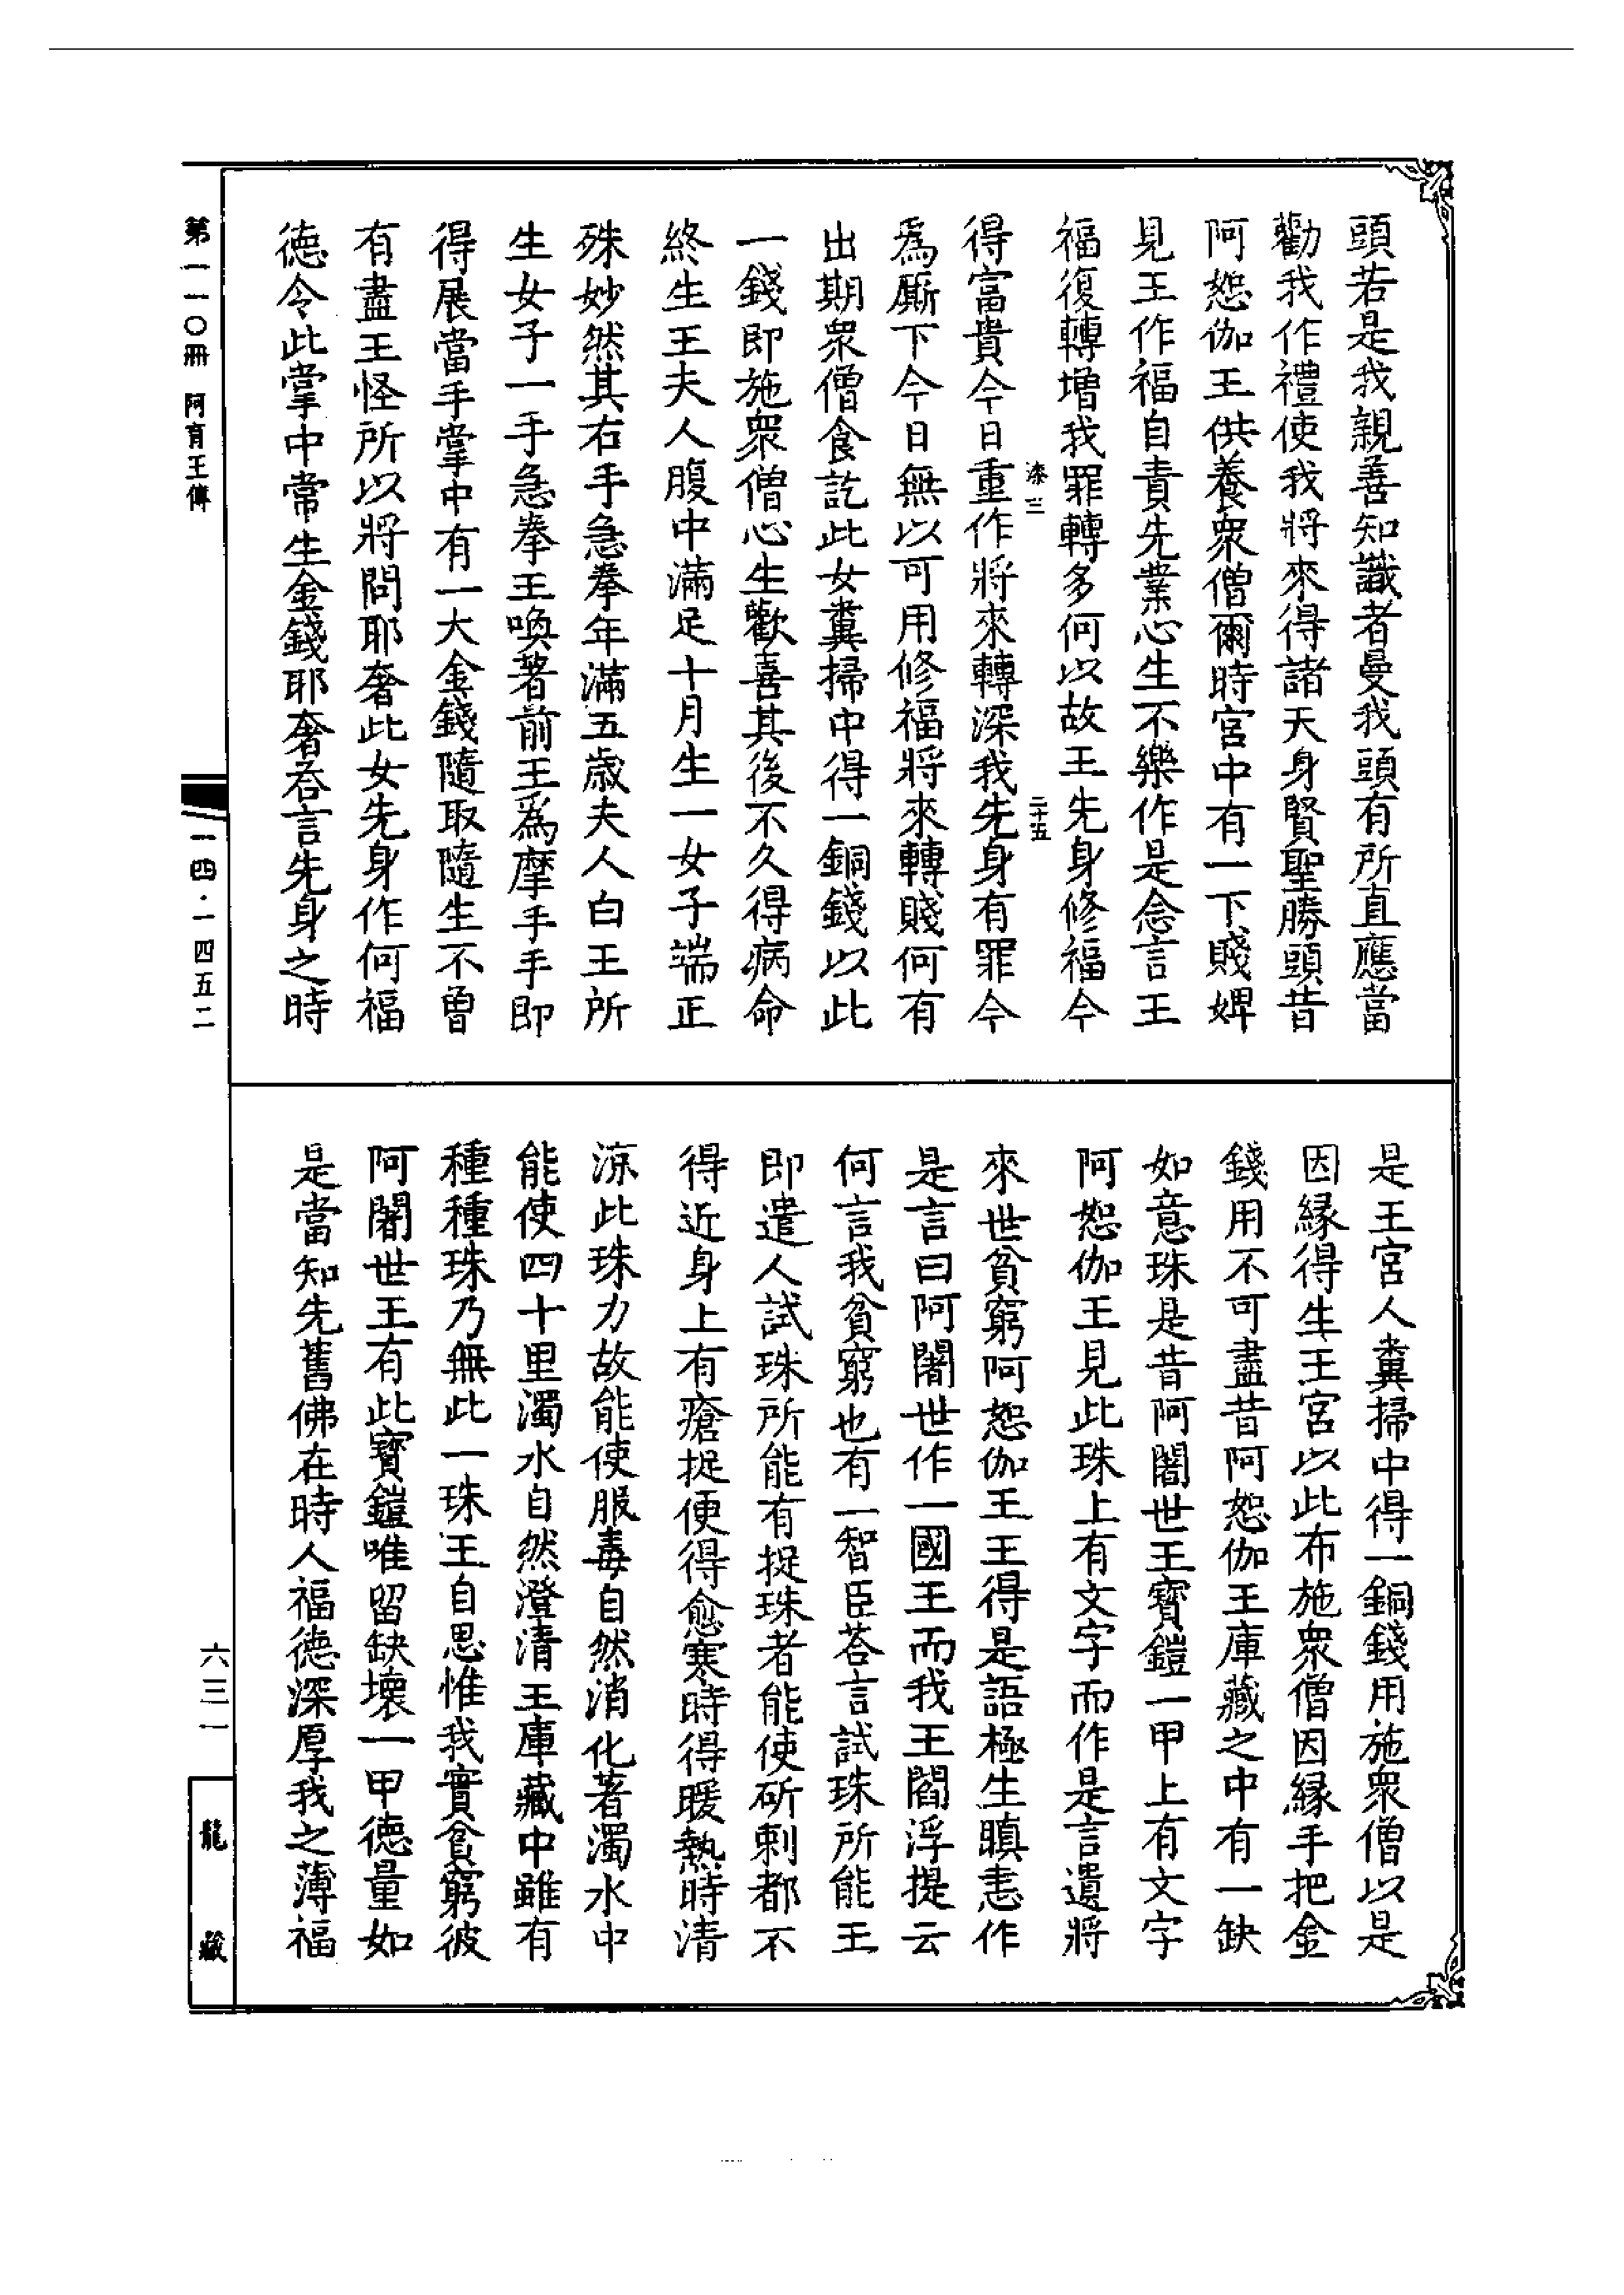 頭若是我親善知識者曼我頭有所直應當
勸我作禮使我將來得諸天身賢聖勝頭昔
阿恕伽王供養衆僧爾時宮中有一下賤婢
見王作福自責先業心生不樂作是念言王
福復轉增我罪轉多何以故王先身修福今
漆三
二十五
得富貴今日重作將來轉深我先身有罪今
爲厮下今日無以可用修福將來轉賤何有
出期衆僧食訖此女糞掃中得一銅錢以此
一錢即施衆僧心生歡喜其後不久得病命
終生王夫人腹中滿足十月生一女子端正
殊妙然其右手急拳年滿五歲夫人白王所
生女子一手急拳王喚著前王爲摩手手即
得展當手掌中有一大金錢隨取隨生不曾
有盡王怪所以將問耶奢此女先身作何福
德令此掌中常生金錢耶奢答言先身之時
是王宮人糞掃中得一銅錢用施衆僧以是
因緣得生王宮以此布施衆僧因緣手把金
錢用不可盡昔阿恕伽王庫藏之中有一缺
如意珠是昔阿闍世王寶鎧一甲上有文字
阿恕伽王見此珠上有文字而作是言遺將
來世貧窮阿恕伽王王得是語極生瞋恚作
是言曰阿闍世作一國王而我王閻浮提云
何言我貧窮也有一智臣答言試珠所能王
即遣人試珠所能有捉珠者能使斫刺都不
得近身上有瘡捉便得愈寒時得暖熱時清
涼此珠力故能使服毒自然消化著濁水中
能使四十里濁水自然澄清王庫藏中雖有
種種珠乃無此一珠王自思惟我實貧窮彼
阿闍世王有此寶鎧唯留缺壞一甲德量如
是當知先舊佛在時人福德深厚我之薄福
第一一〇冊 阿育王傳
一四·一四五二
六三一
龍藏